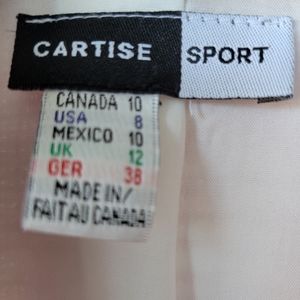 CARTISE SPORT
CANADA 10
USA 8
MEXICO 10
UK 12
GER 38
MADE IN/
FAIT AU CANADA